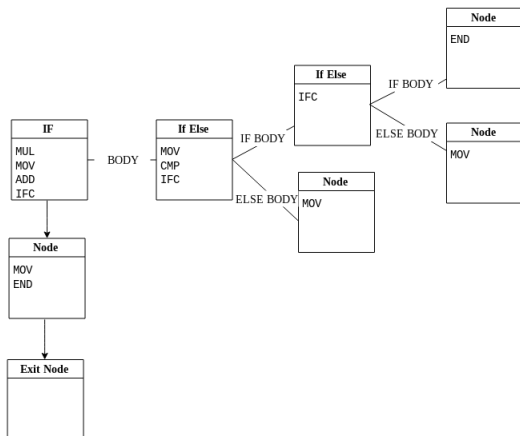 Node
END
If Else
IFC
IF BODY
ELSE BODY
Node
MOV
IF
MUL
MOV
ADD
IFC
BODY
If Else
MOV
CMP
IFC
IF BODY
ELSE BODY
Node
MOV
Node
MOV
END
Exit Node